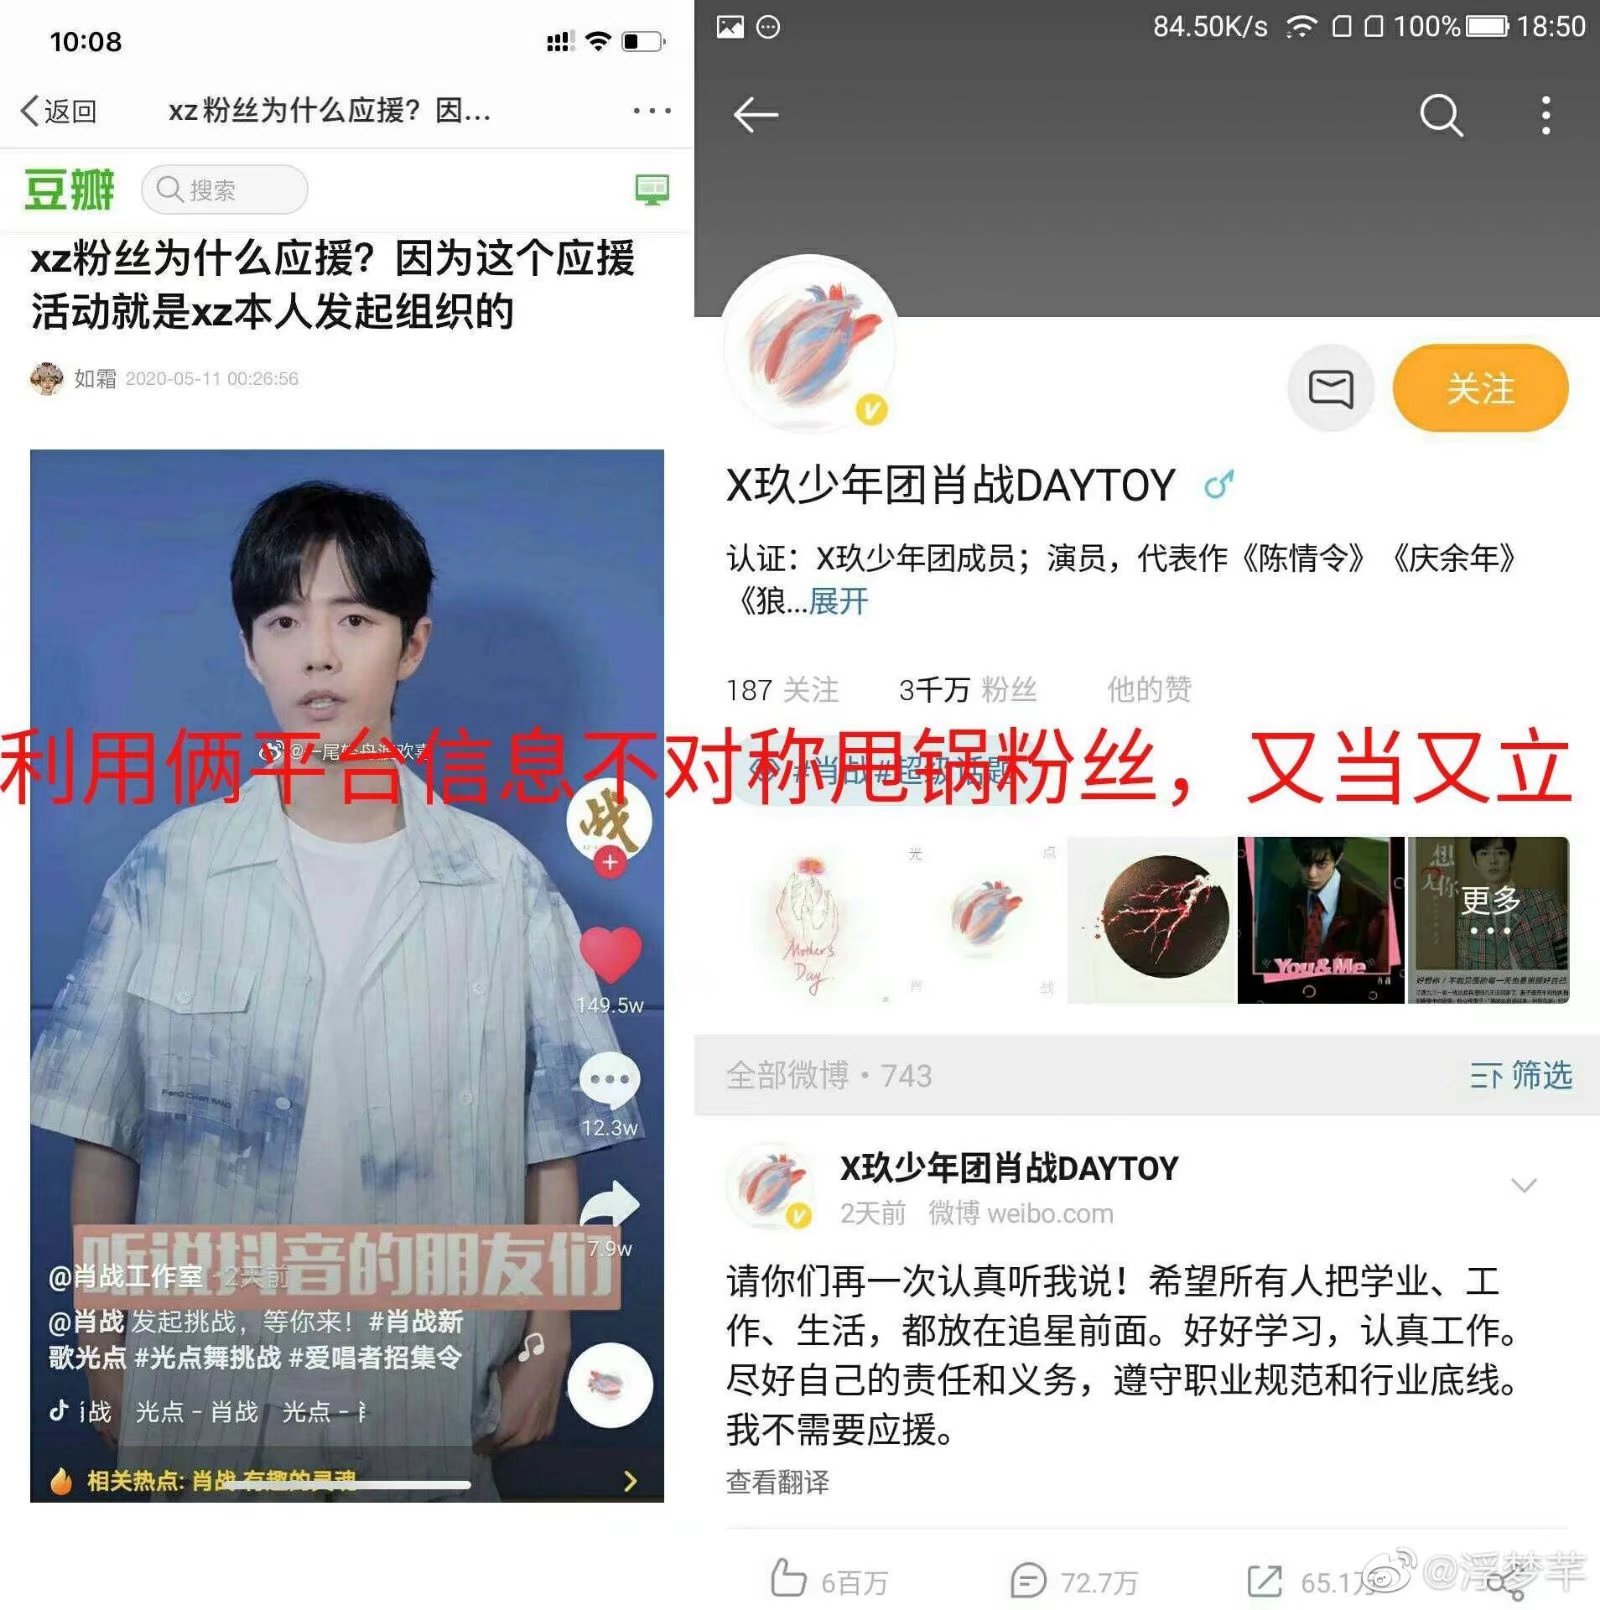 10:08
返回
xz粉丝为什么应援？因...
豆瓣
搜索
xz粉丝为什么应援？因为这个应援
活动就是xz本人发起组织的
如霜 2020-05-11 00:26:56
战
149.5w
12.3w
7.9w
听说抖音的朋友们
@肖战工作室 · 2天前
@肖战 发起挑战，等你来！#肖战新
歌光点 #光点舞挑战 #爱唱者招集令
战 光点 - 肖战 光点 -
相关热点: 肖战 有趣的灵魂
利用俩平台信息不对称甩锅粉丝，又当又立
84.50K/s 100% 18:50
关注
X玖少年团肖战DAYTOY
认证：X玖少年团成员；演员，代表作《陈情令》《庆余年》
《狼...展开
187 关注 3千万 粉丝 他的赞
#肖战#超级话题
Mother's
Day
光 点
肖 战
You&Me
想
你
更多
全部微博 · 743
筛选
X玖少年团肖战DAYTOY
2天前 微博 weibo.com
请你们再一次认真听我说！希望所有人把学业、工
作、生活，都放在追星前面。好好学习，认真工作。
尽好自己的责任和义务，遵守职业规范和行业底线。
我不需要应援。
查看翻译
6百万 72.7万 65.1万
@浮梦芊